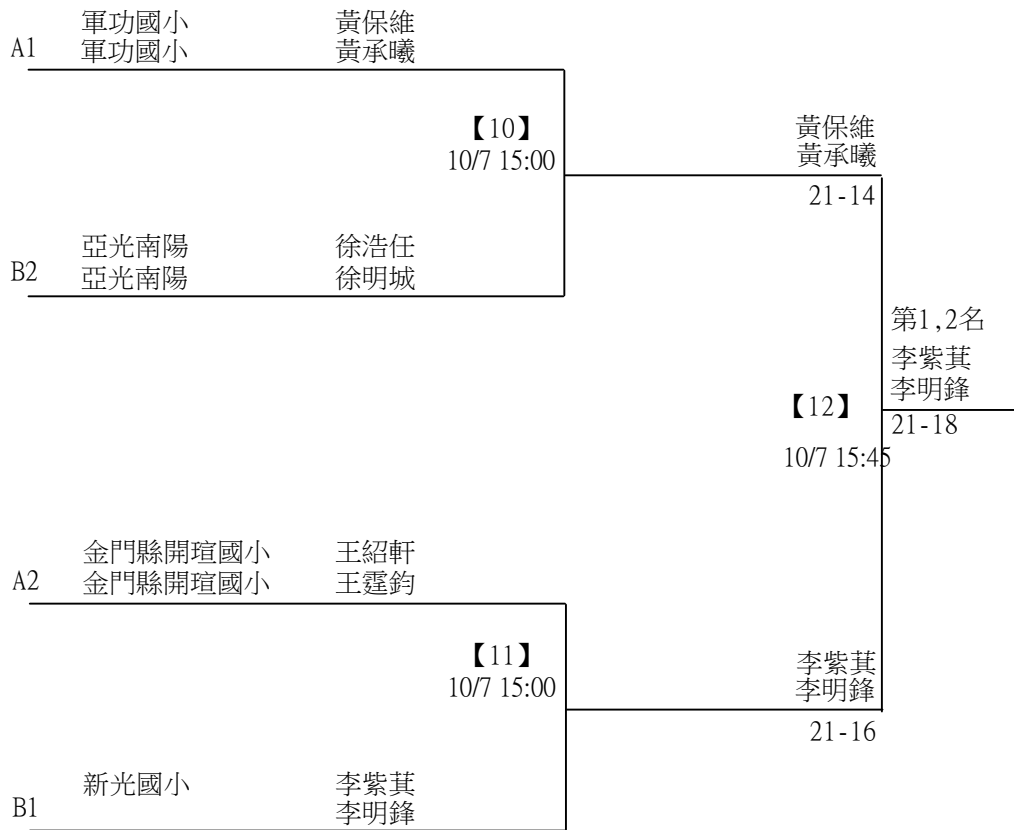 軍功國小 黃保維
A1 軍功國小 黃承曦
【10】
10/7 15:00
黃保維
黃承曦
21-14
亞光南陽 徐浩任
B2 亞光南陽 徐明城
第1,2名
李紫萁
李明鋒
【12】
21-18
10/7 15:45
金門縣開瑄國小 王紹軒
A2 金門縣開瑄國小 王霆鈞
【11】
10/7 15:00
李紫萁
李明鋒
21-16
新光國小 李紫萁
B1 李明鋒